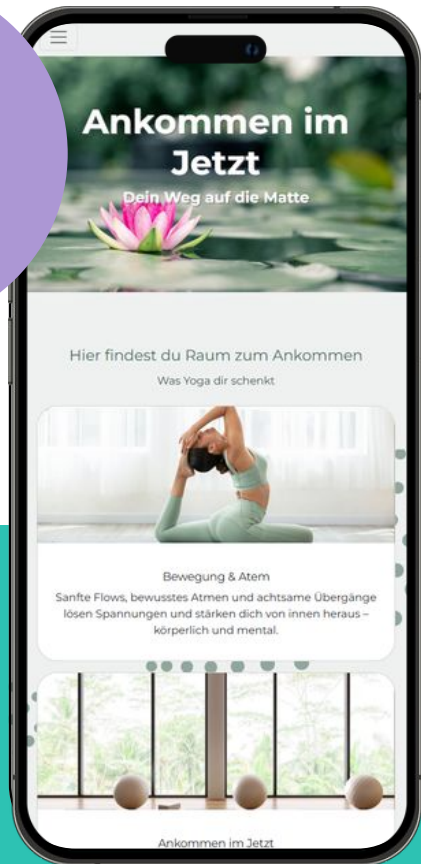 Ankommen im
Jetzt
Dein Weg auf die Matte
Hier findest du Raum zum Ankommen
Was Yoga dir schenkt
Bewegung & Atem
Sanfte Flows, bewusstes Atmen und achtsame Übergänge
lösen Spannungen und stärken dich von innen heraus –
körperlich und mental.
Ankommen im Jetzt